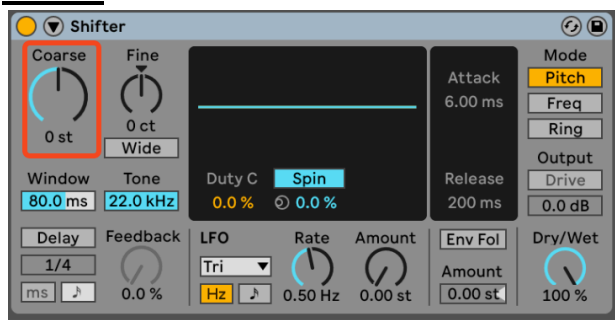 Shifter
Coarse
Fine
0 st
0 ct
Wide
Window
Tone
80.0 ms
22.0 kHz
Delay
Feedback
1/4
ms
0.0 %
Duty C
Spin
0.0 %
0.0 %
LFO
Rate
Amount
Tri
Hz
0.50 Hz
0.00 st
Attack
6.00 ms
Release
200 ms
Env Fol
Amount
0.00 st
Mode
Pitch
Freq
Ring
Output
Drive
0.0 dB
Dry/Wet
100 %